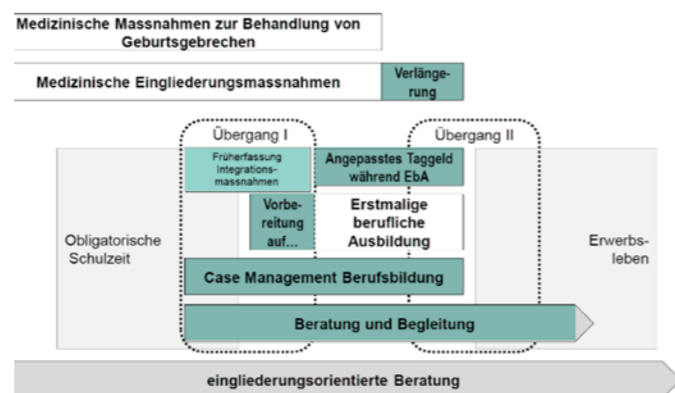 Medizinische Massnahmen zur Behandlung von
Geburtsgebrechen
Medizinische Eingliederungsmassnahmen
Verlänge-
rung
Übergang I
Übergang II
Früherfassung
Integrations-
massnahmen
Angepasstes Taggeld
während EbA
Vorbe-
reitung
auf...
Erstmalige
berufliche
Ausbildung
Obligatorische
Schulzeit
Erwerbs-
leben
Case Management Berufsbildung
Beratung und Begleitung
eingliederungsorientierte Beratung